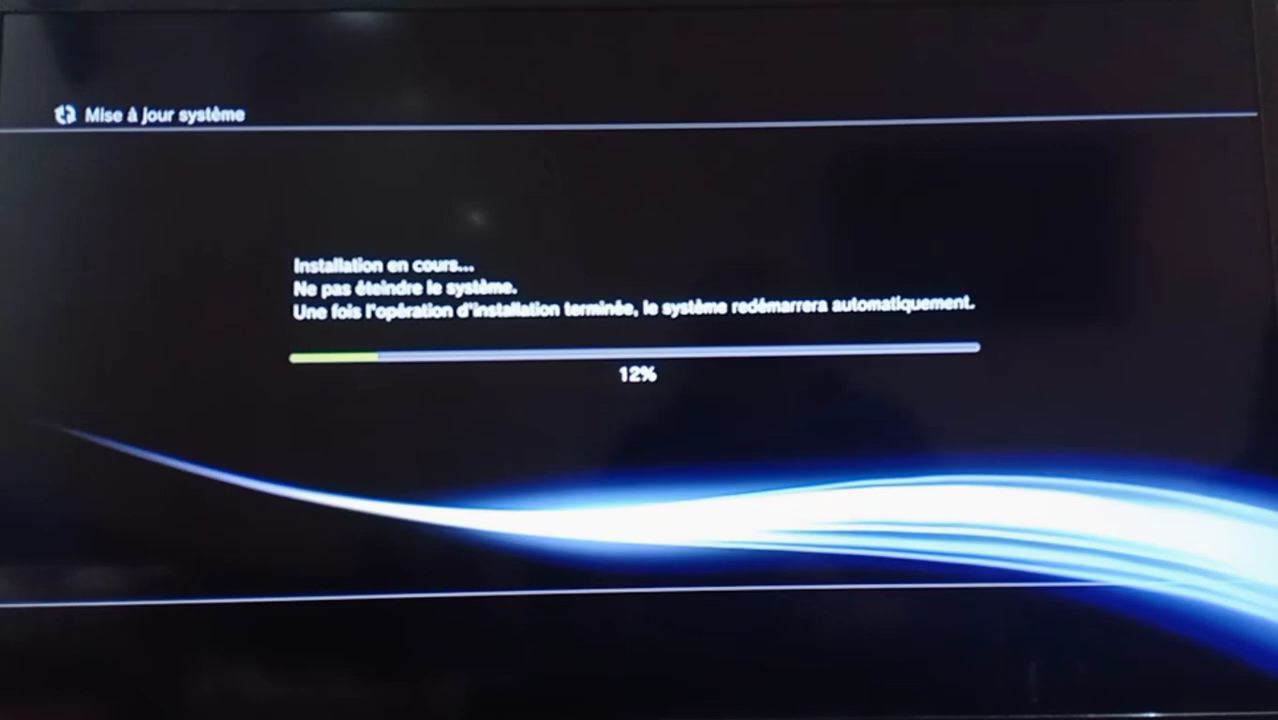 Mise à jour système
Installation en cours...
Ne pas éteindre le système.
Une fois l'opération d'installation terminée, le système redémarrera automatiquement.
12%